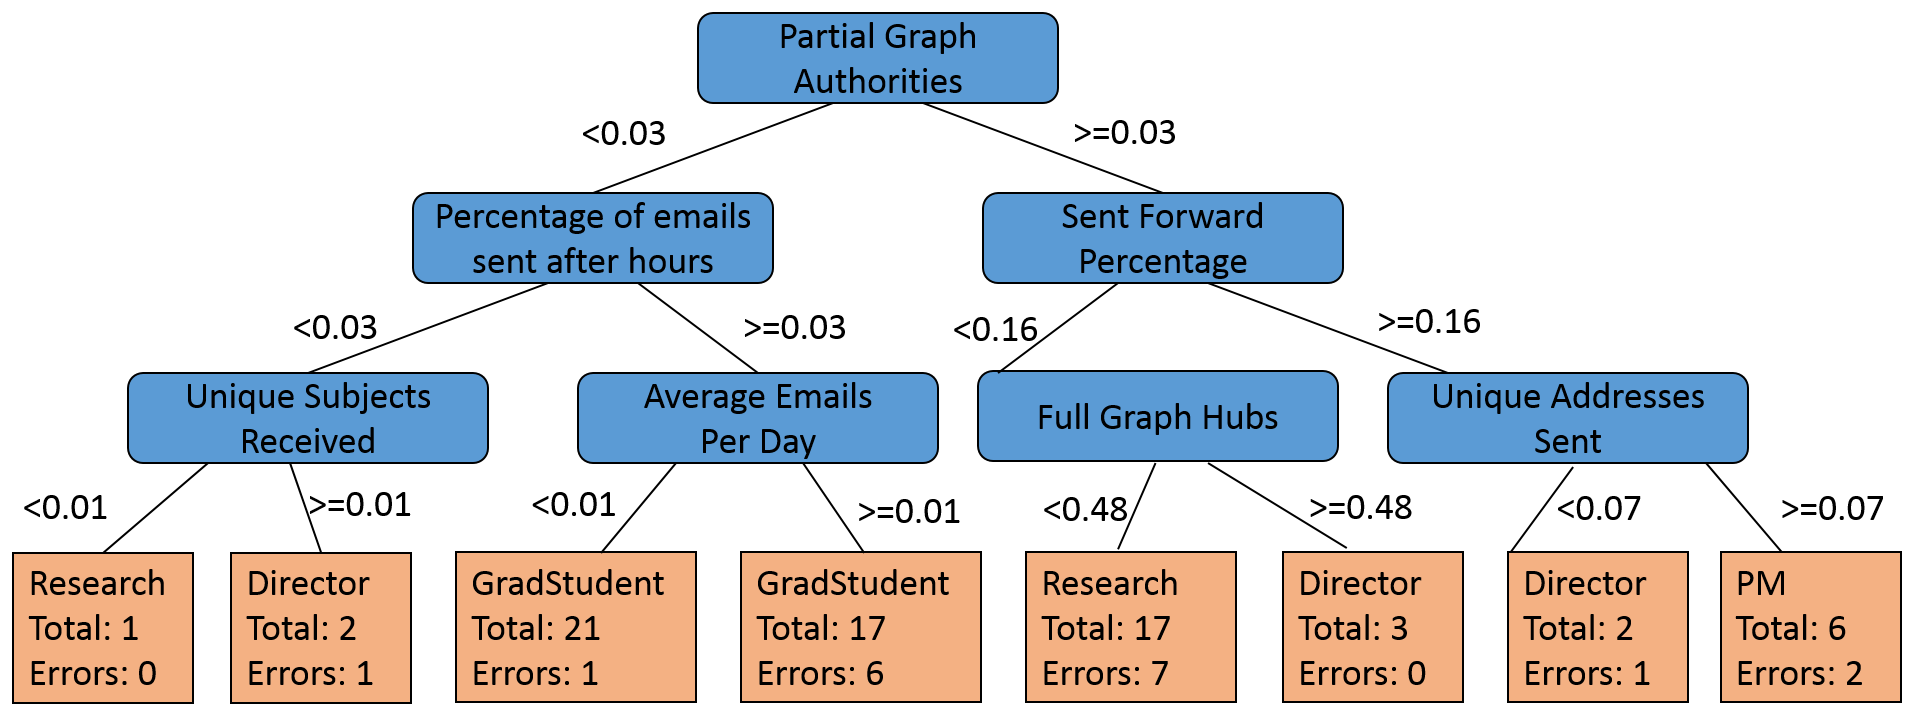 Partial Graph
Authorities
<0.03
>=0.03
Percentage of emails
sent after hours
Sent Forward
Percentage
<0.03
>=0.03
<0.16
>=0.16
Unique Subjects
Received
Average Emails
Per Day
Full Graph Hubs
Unique Addresses
Sent
<0.01
>=0.01
<0.01
>=0.01
<0.48
>=0.48
<0.07
>=0.07
Research
Total: 1
Errors: 0
Director
Total: 2
Errors: 1
GradStudent
Total: 21
Errors: 1
GradStudent
Total: 17
Errors: 6
Research
Total: 17
Errors: 7
Director
Total: 3
Errors: 0
Director
Total: 2
Errors: 1
PM
Total: 6
Errors: 2